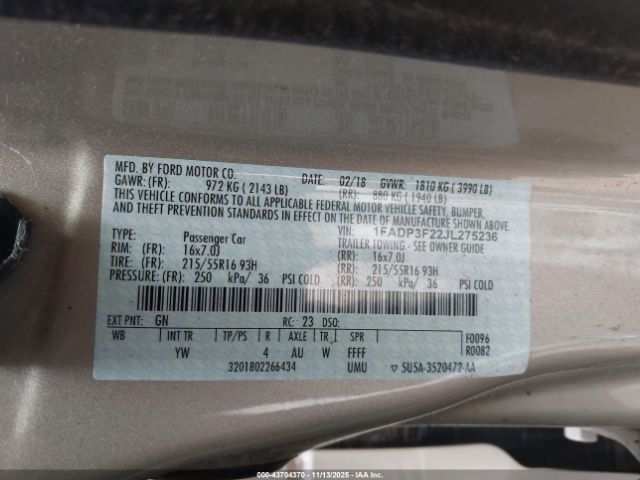 MFD. BY FORD MOTOR CO. DATE: 02/18 GVWR: 1810 KG ( 3990 LB)
GAWR: (FR): 972 KG ( 2143 LB) (RR): 880 KG ( 1940 LB)
THIS VEHICLE CONFORMS TO ALL APPLICABLE FEDERAL MOTOR VEHICLE SAFETY, BUMPER,
AND THEFT PREVENTION STANDARDS IN EFFECT ON THE DATE OF MANUFACTURE SHOWN ABOVE.
VIN: 1FADP3F22JL275236
TYPE: Passenger Car TRAILER TOWING - SEE OWNER GUIDE
RIM: (FR): 16x7.0J (RR): 16x7.0J
TIRE: (FR): 215/55R16 93H (RR): 215/55R16 93H
PRESSURE: (FR): 250 kPa/ 36 PSI COLD (RR): 250 kPa/ 36 PSI COLD
EXT PNT: GN RC: 23 DSO: F0096
WB INT TR TP/PS R AXLE TR SPR R0082
YW 4 AU W FFFF
3201802266434 UMU 5U5A-3520472-AA
000-43704370 | 11/13/2025 - IAAI.COM